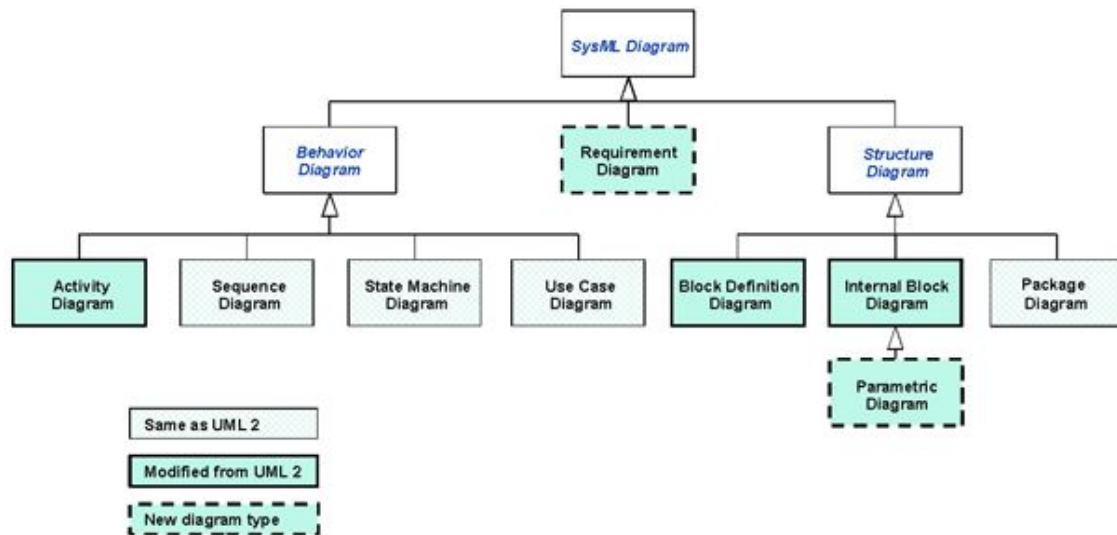 SysML Diagram
Behavior
Diagram
Requirement
Diagram
Structure
Diagram
Activity
Diagram
Sequence
Diagram
State Machine
Diagram
Use Case
Diagram
Block Definition
Diagram
Internal Block
Diagram
Package
Diagram
Parametric
Diagram
Same as UML 2
Modified from UML 2
New diagram type